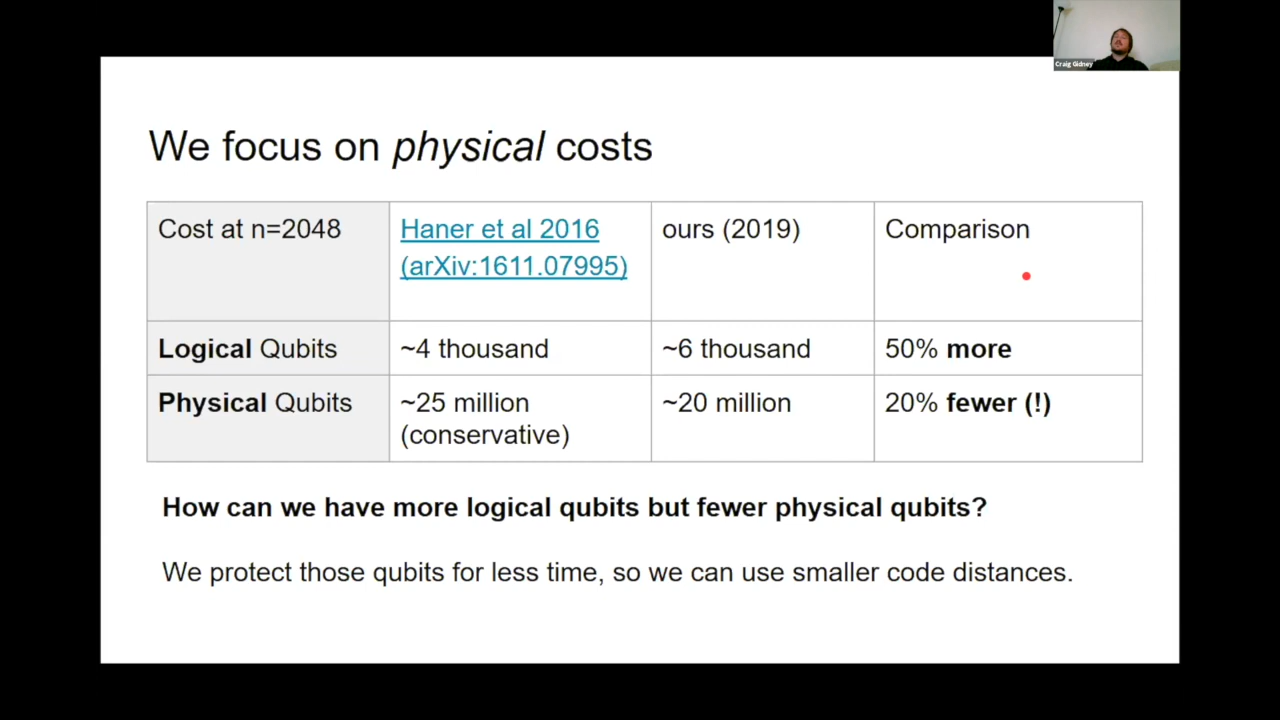 Craig Gidney
We focus on physical costs
Cost at n=2048
Haner et al 2016
(arXiv:1611.07995)
ours (2019)
Comparison
Logical Qubits
~4 thousand
~6 thousand
50% more
Physical Qubits
~25 million
(conservative)
~20 million
20% fewer (!)
How can we have more logical qubits but fewer physical qubits?
We protect those qubits for less time, so we can use smaller code distances.